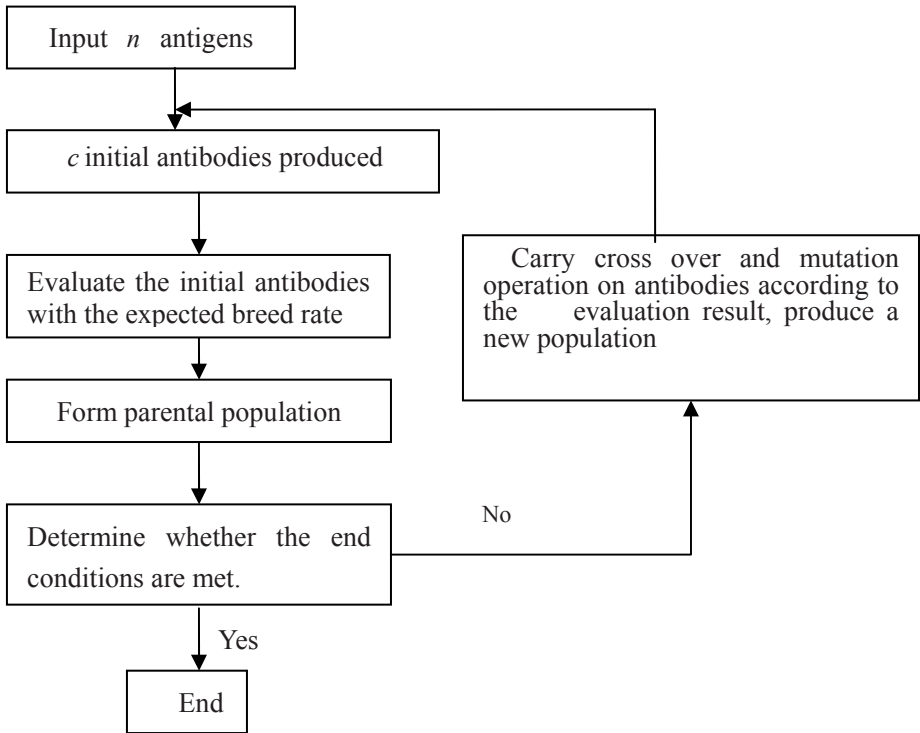 Input n antigens
c initial antibodies produced
Evaluate the initial antibodies
with the expected breed rate
Form parental population
Determine whether the end
conditions are met.
Yes
End
No
Carry cross over and mutation
operation on antibodies according to
the evaluation result, produce a
new population